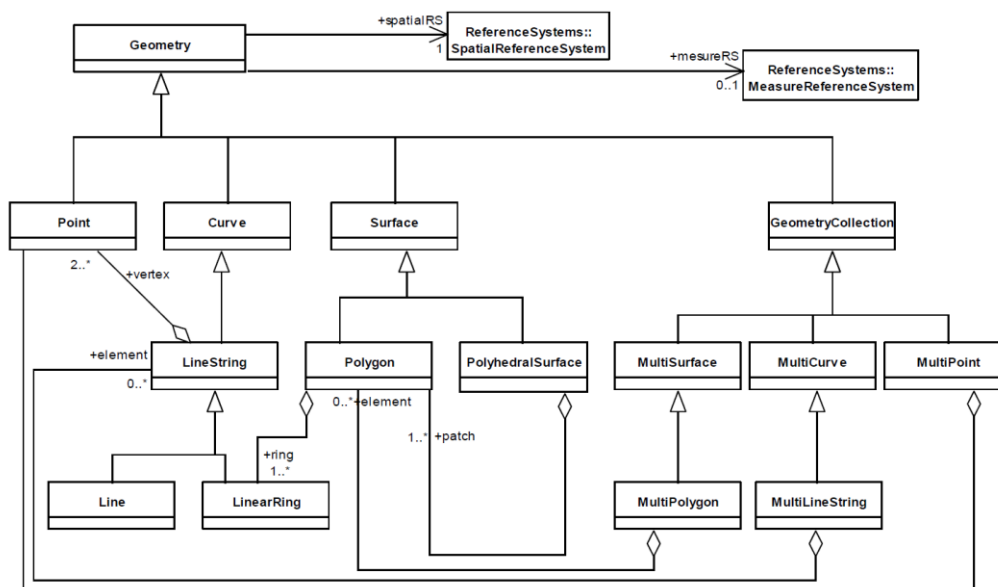 +spatialRS
Geometry
1
ReferenceSystems::
SpatialReferenceSystem
+mesureRS
0..1
ReferenceSystems::
MeasureReferenceSystem
Point
Curve
Surface
GeometryCollection
2..*
+vertex
+element
0..*
LineString
Polygon
PolyhedralSurface
MultiSurface
MultiCurve
MultiPoint
0..*+element
1..*
+patch
+ring
1..*
Line
LinearRing
MultiPolygon
MultiLineString